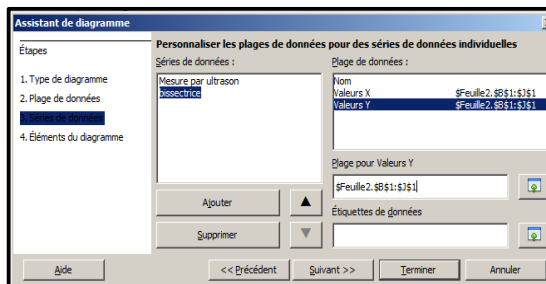 Assistant de diagramme
Étapes
1. Type de diagramme
2. Plage de données
3. Séries de données
4. Éléments du diagramme
Personnaliser les plages de données pour des séries de données individuelles
Séries de données :
Mesure par ultrason
bissectrice
Ajouter
Supprimer
Plage de données :
Nom
Valeurs X $Feuille2.$B$1:$J$1
Valeurs Y $Feuille2.$B$1:$J$1
Plage pour Valeurs Y
$Feuille2.$B$1:$J$1
Étiquettes de données
Aide
<< Précédent
Suivant >>
Terminer
Annuler